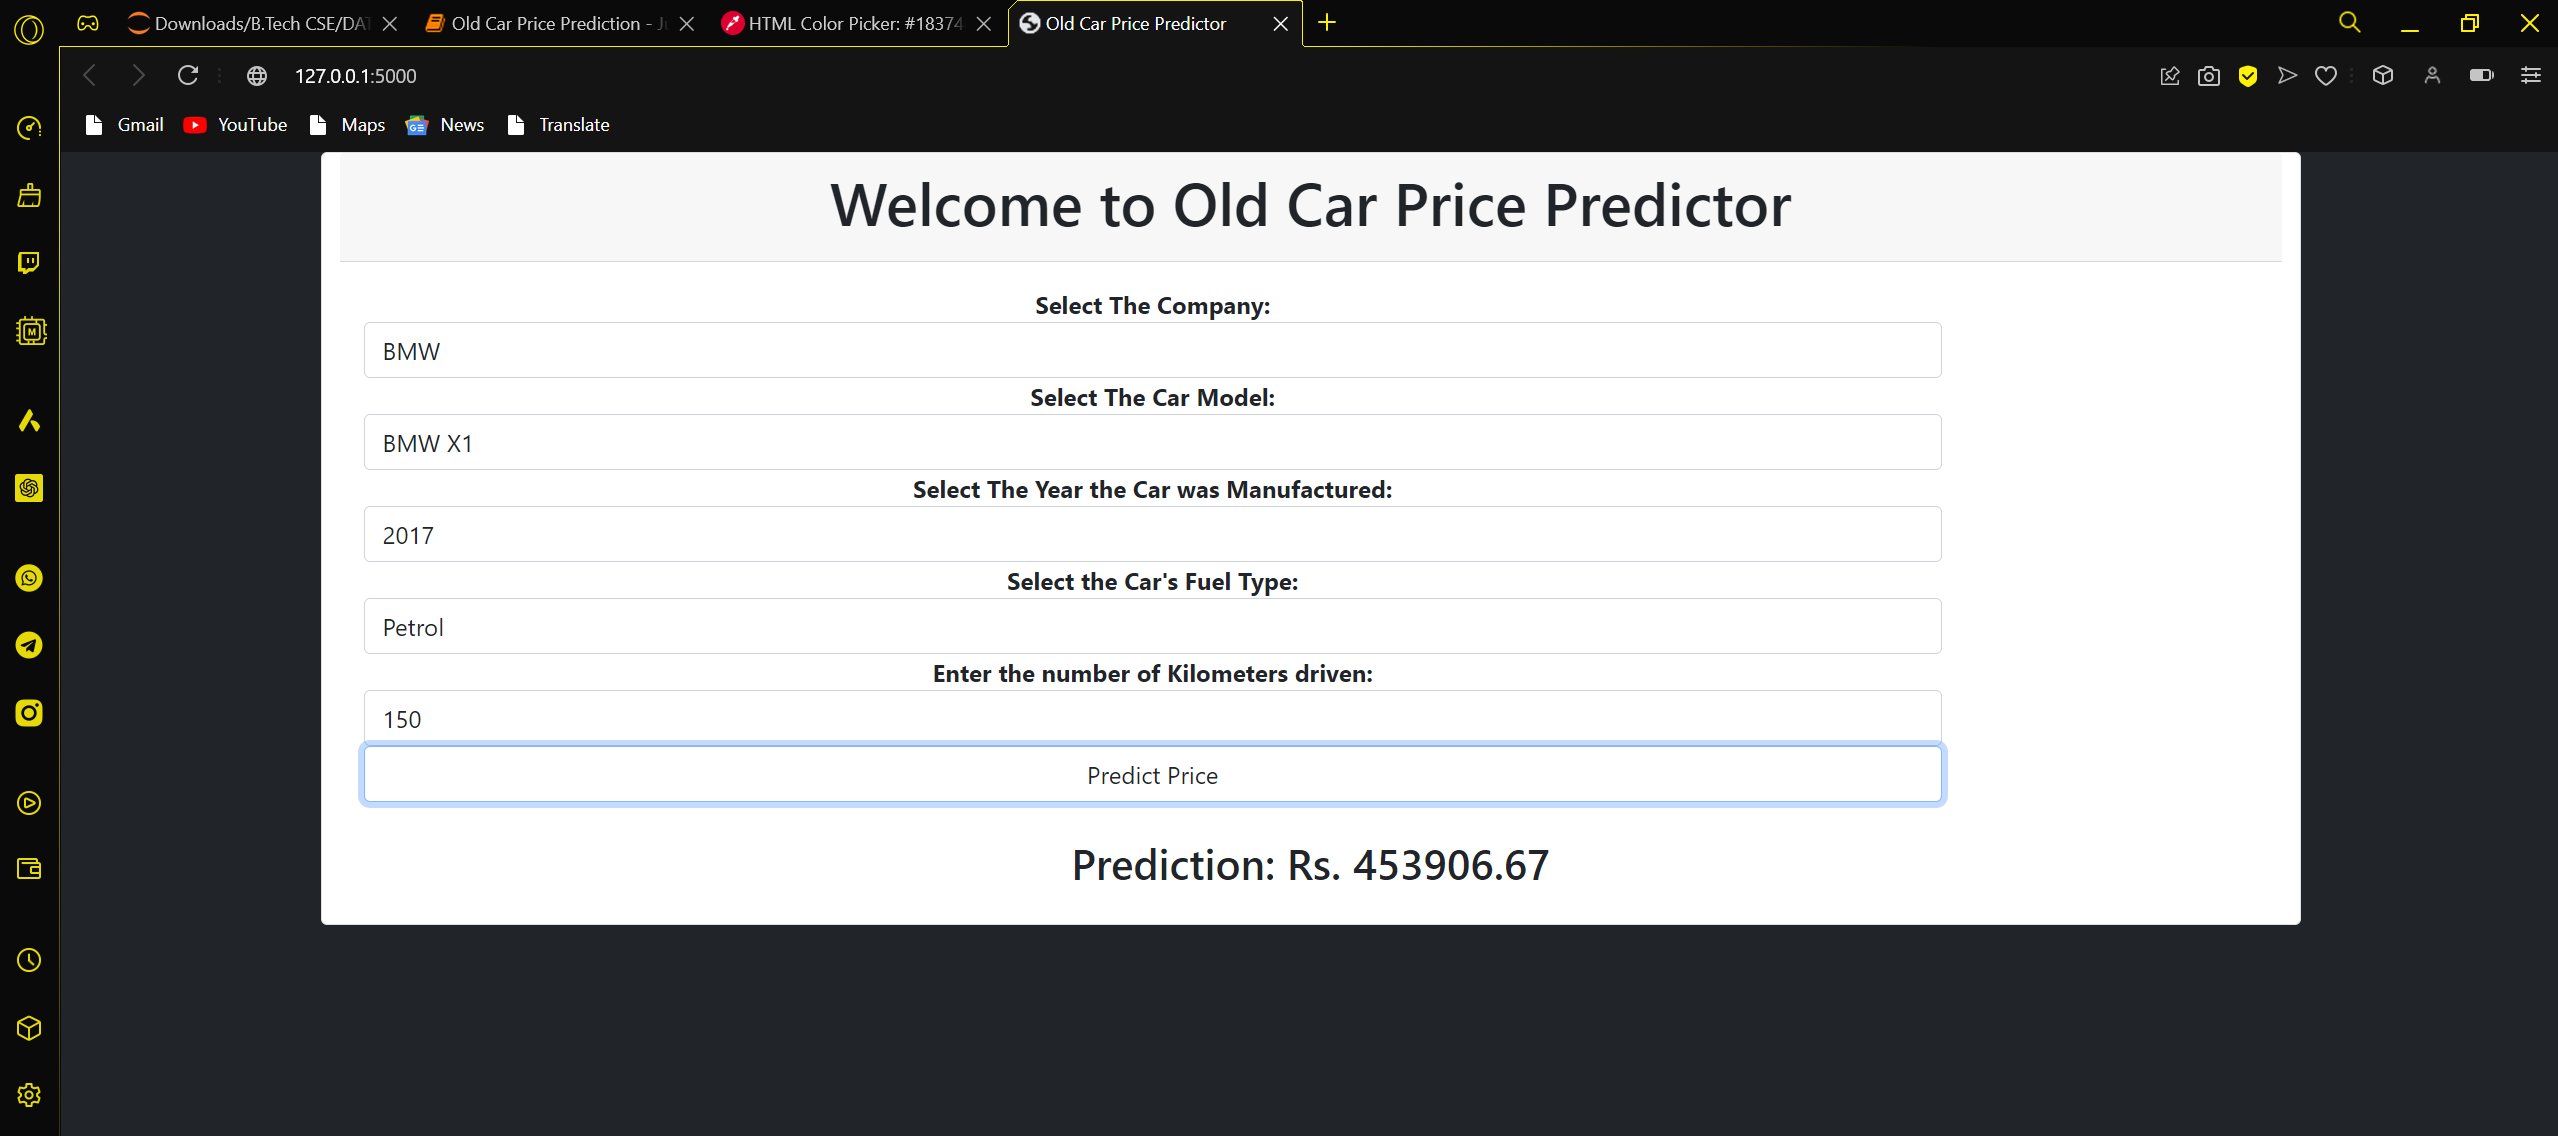 Downloads/B.Tech CSE/DAT
Old Car Price Prediction - Ju
HTML Color Picker: #18374
Old Car Price Predictor
127.0.0.1:5000
Gmail
YouTube
Maps
News
Translate
Welcome to Old Car Price Predictor
Select The Company:
BMW
Select The Car Model:
BMW X1
Select The Year the Car was Manufactured:
2017
Select the Car's Fuel Type:
Petrol
Enter the number of Kilometers driven:
150
Predict Price
Prediction: Rs. 453906.67